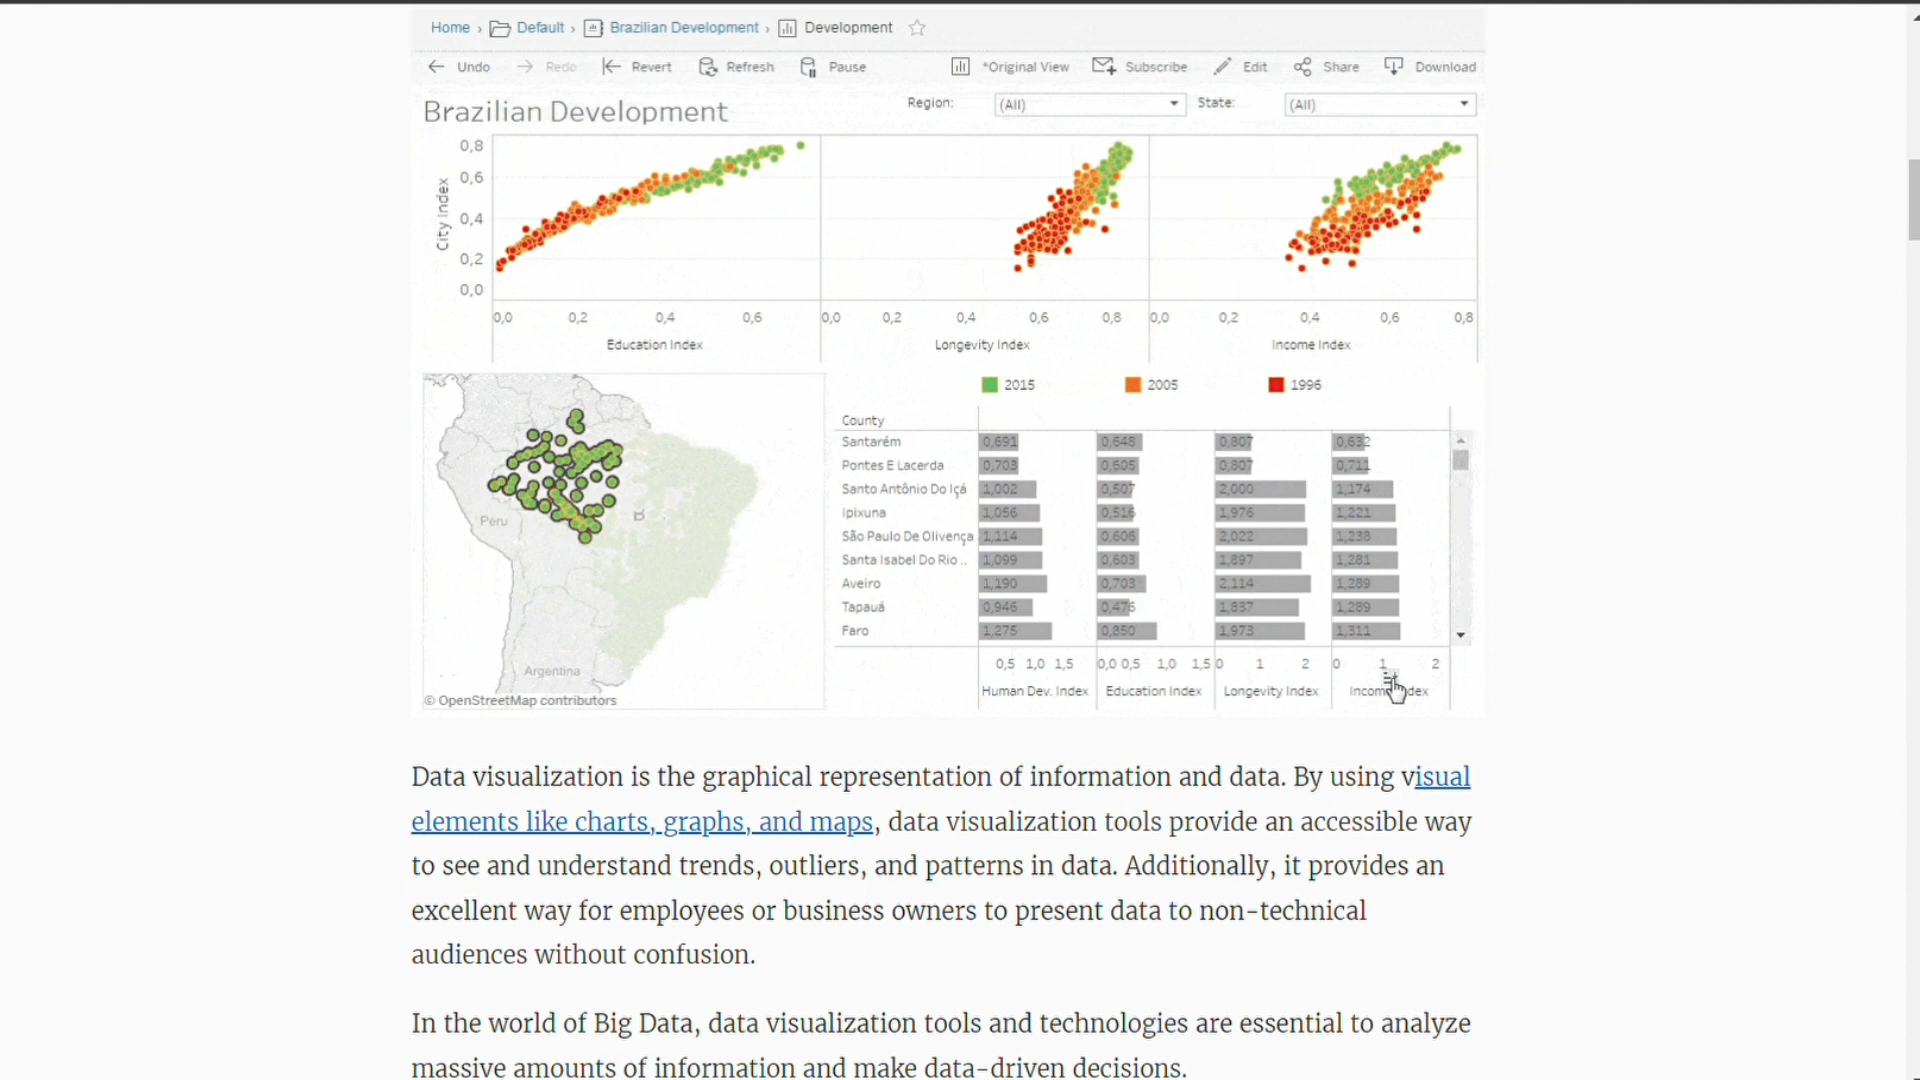 Home › Default › Brazilian Development › Development
Undo Redo Revert Refresh Pause *Original View Subscribe Edit Share Download
Brazilian Development
Region: (All) State: (All)
City Index
0,8
0,6
0,4
0,2
0,0
0,0 0,2 0,4 0,6 0,0 0,2 0,4 0,6 0,8 0,0 0,2 0,4 0,6 0,8
Education Index Longevity Index Income Index
2015 2005 1996
Peru
B
Argentina
© OpenStreetMap contributors
County
Santarém 0,691 0,648 0,807 0,632
Pontes E Lacerda 0,703 0,605 0,807 0,711
Santo Antônio Do Içá 1,002 0,507 2,000 1,174
Ipixuna 1,056 0,516 1,976 1,221
São Paulo De Olivença 1,114 0,606 2,022 1,238
Santa Isabel Do Rio .. 1,099 0,603 1,897 1,281
Aveiro 1,190 0,703 2,114 1,289
Tapauá 0,946 0,476 1,837 1,289
Faro 1,275 0,850 1,973 1,311
0,5 1,0 1,5 0,0 0,5 1,0 1,5 0 1 2 0 1 2
Human Dev. Index Education Index Longevity Index
Data visualization is the graphical representation of information and data. By using visual
elements like charts, graphs, and maps, data visualization tools provide an accessible way
to see and understand trends, outliers, and patterns in data. Additionally, it provides an
excellent way for employees or business owners to present data to non-technical
audiences without confusion.
In the world of Big Data, data visualization tools and technologies are essential to analyze
massive amounts of information and make data-driven decisions.